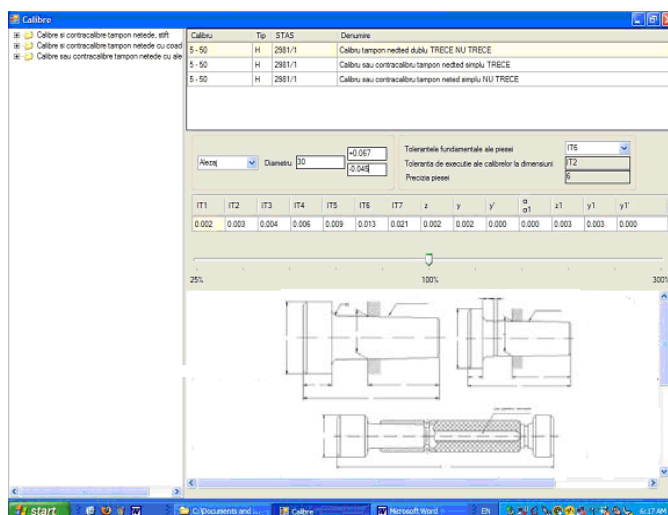 Calibre
Calibre si contracalibre tampon netede, stift
Calibre si contracalibre tampon netede cu coad
Calibre sau contracalibre tampon netede cu ale
Calibru Tip STAS Denumire
5 - 50 H 2981/1 Calibru tampon nedted dublu TRECE NU TRECE
5 - 50 H 2981/1 Calibru sau contracalibru tampon nedted simplu TRECE
5 - 50 H 2981/1 Calibru sau contracalibru tampon neted simplu NU TRECE
Alezaj Diametru 30 +0.067 -0.045
Tolerantele fundamentale ale piesei IT6
Toleranta de executie ale calibrelor la dimensiuni IT2
Precizia piesei 6
IT1 IT2 IT3 IT4 IT5 IT6 IT7 z y y' α α1 z1 y1 y1'
0.002 0.003 0.004 0.006 0.009 0.013 0.021 0.002 0.002 0.000 0.000 0.003 0.003 0.000
25% 100% 300%
start C:\Documents and ... Calibre Microsoft Word EN 6:17 AM